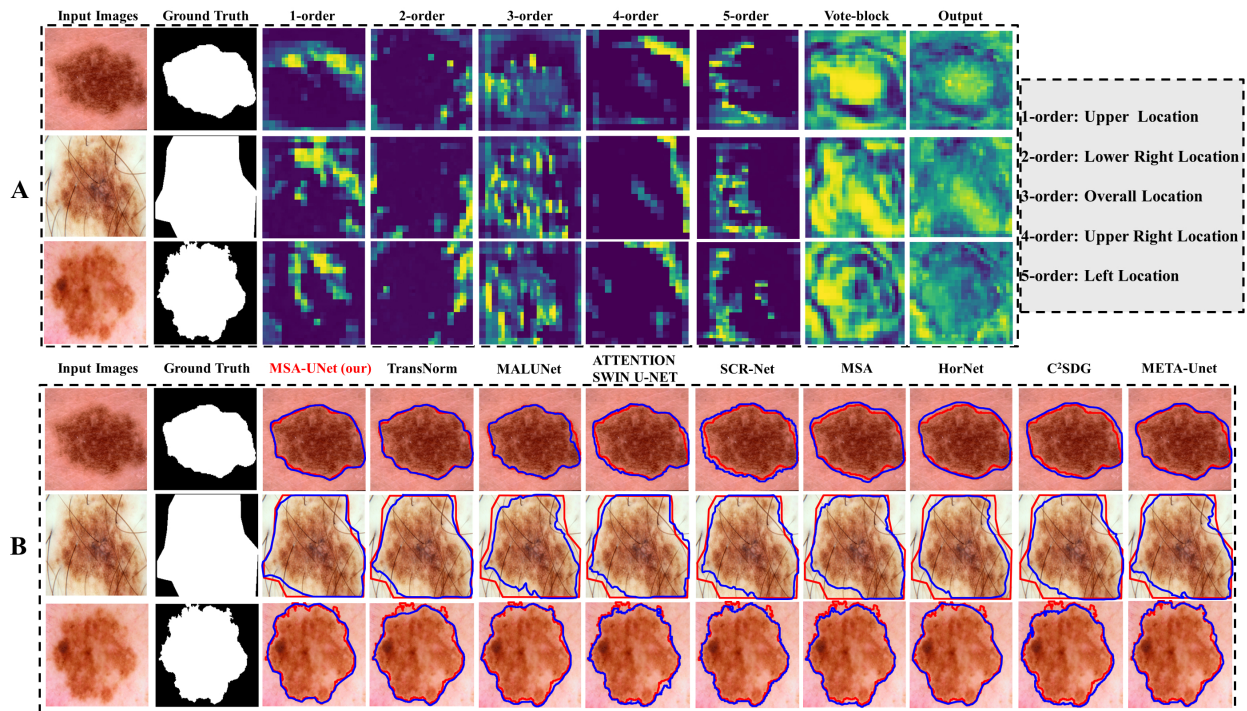 Input Images Ground Truth 1-order 2-order 3-order 4-order 5-order Vote-block Output
A
1-order: Upper Location
2-order: Lower Right Location
3-order: Overall Location
4-order: Upper Right Location
5-order: Left Location
Input Images Ground Truth MSA-UNet (our) TransNorm MALUNet ATTENTION
SWIN U-NET SCR-Net MSA HorNet C²SDG META-Unet
B